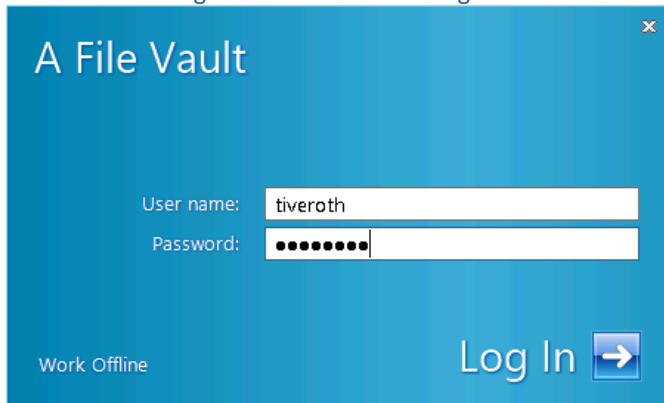 A File Vault
User name: tiveroth
Password: ●●●●●●●●
Work Offline
Log In